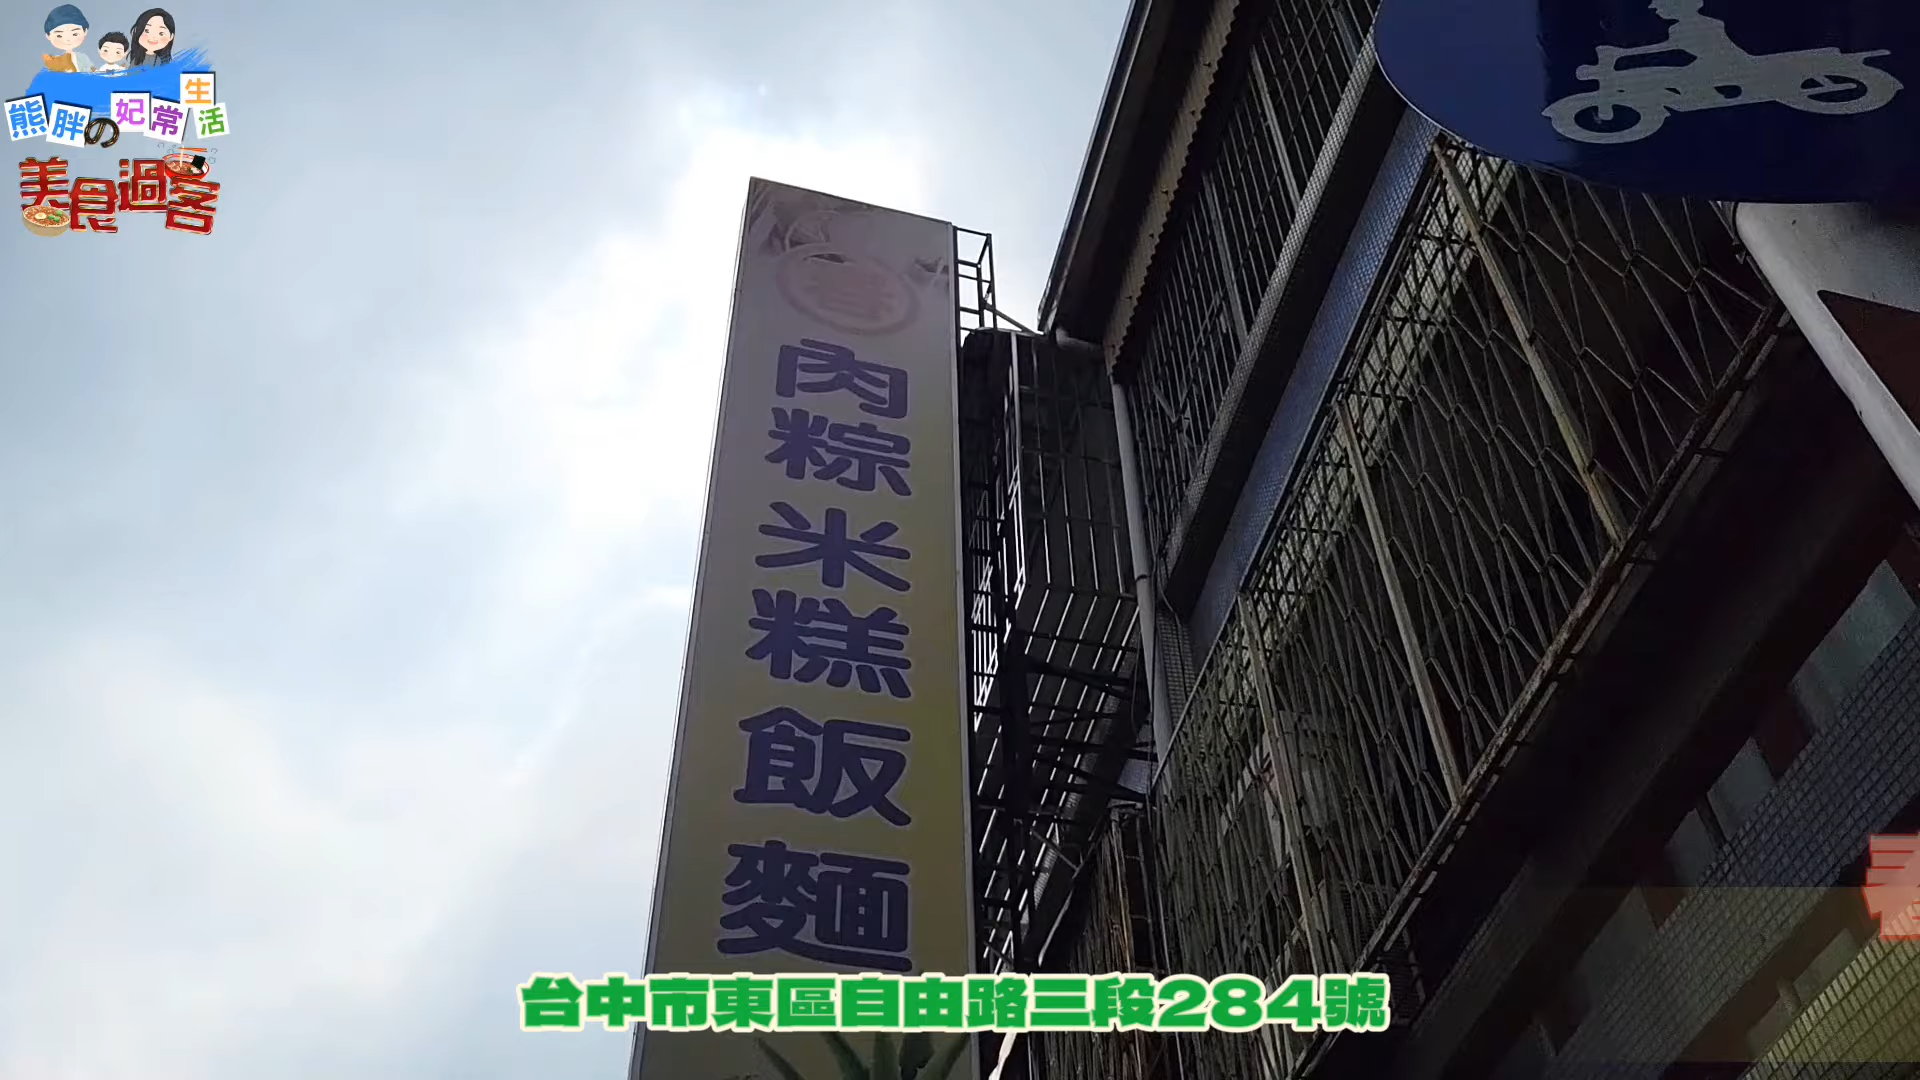 熊胖の妃常生活
美食過客
春
肉粽米糕飯麵
台中市東區自由路三段284號